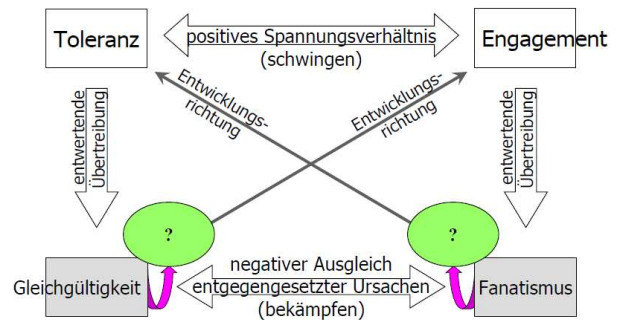 Toleranz
positives Spannungsverhältnis
(schwingen)
Engagement
entwertende
Übertreibung
Entwicklungs-
richtung
Entwicklungs-
richtung
entwertende
Übertreibung
?
?
Gleichgültigkeit
negativer Ausgleich
entgegengesetzter Ursachen
(bekämpfen)
Fanatismus